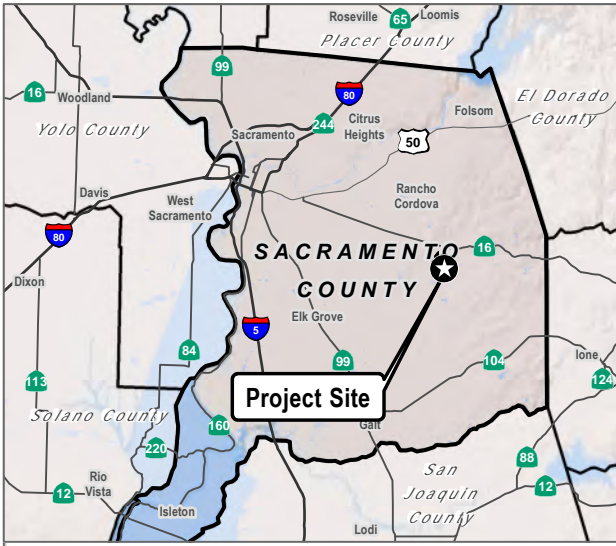 Roseville
65
Loomis
Placer County
99
16
Woodland
80
El Dorado
County
Yolo County
Sacramento
244
Citrus
Heights
Folsom
50
Davis
West
Sacramento
Rancho
Cordova
80
SACRAMENTO
COUNTY
16
Dixon
Elk Grove
5
84
99
104
Ione
113
124
Project Site
Solano County
160
Galt
220
88
San
Joaquin
County
Rio
Vista
12
12
Isleton
Lodi